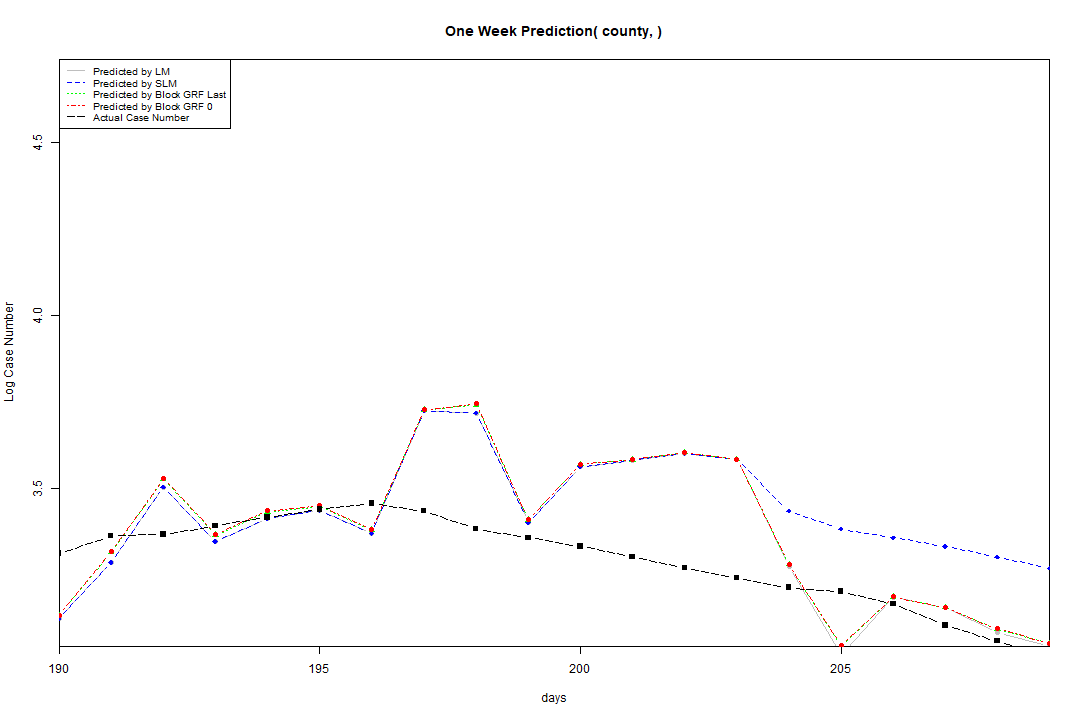 One Week Prediction( county, )
Predicted by LM
Predicted by SLM
Predicted by Block GRF Last
Predicted by Block GRF 0
Actual Case Number
4.5
4.0
3.5
Log Case Number
190
195
200
205
days